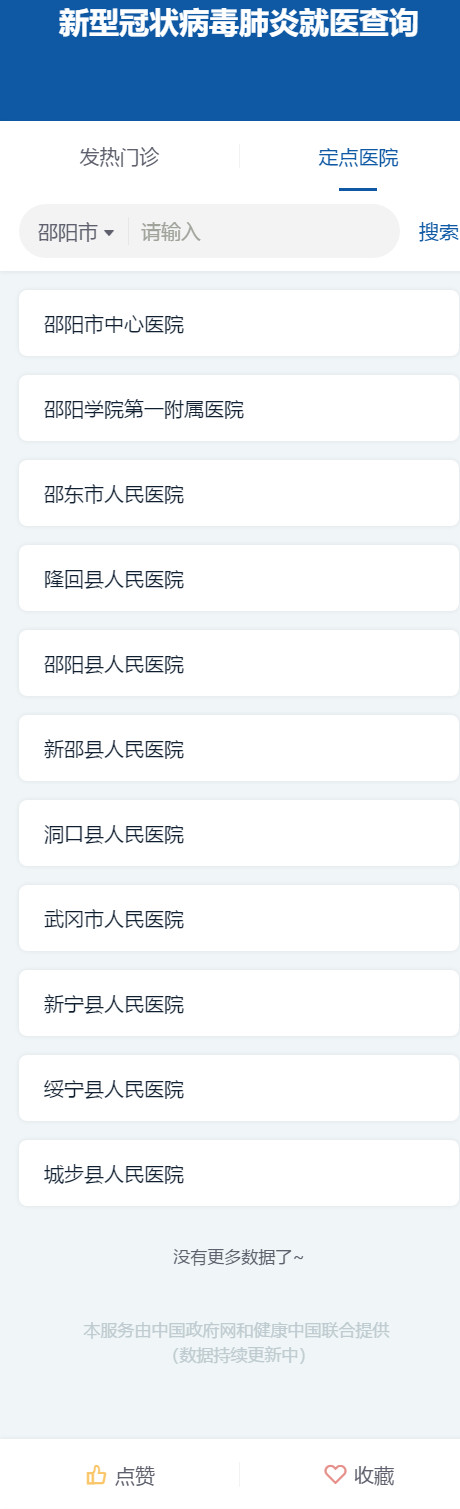 新型冠状病毒肺炎就医查询
发热门诊 定点医院
邵阳市 请输入 搜索
邵阳市中心医院
邵阳学院第一附属医院
邵东市人民医院
隆回县人民医院
邵阳县人民医院
新邵县人民医院
洞口县人民医院
武冈市人民医院
新宁县人民医院
绥宁县人民医院
城步县人民医院
没有更多数据了~
本服务由中国政府网和健康中国联合提供
（数据持续更新中）
点赞 收藏